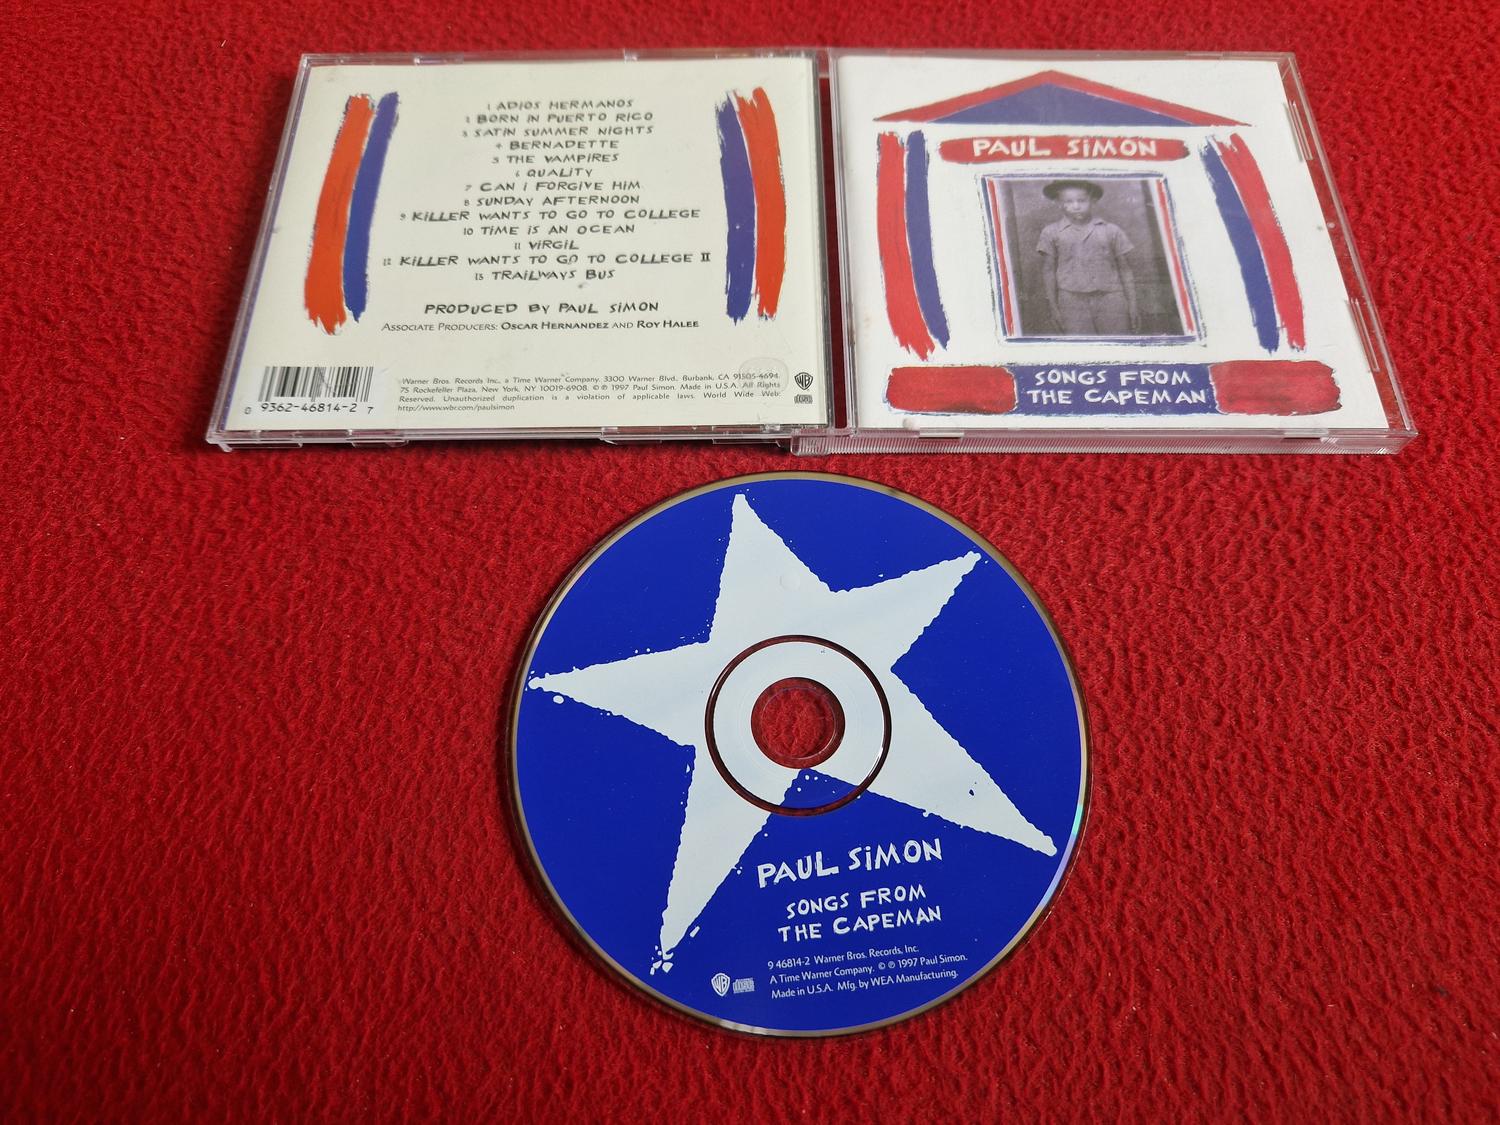 1 ADIOS HERMANOS
2 BORN IN PUERTO RICO
3 SATIN SUMMER NIGHTS
4 BERNADETTE
5 THE VAMPIRES
6 QUALITY
7 CAN I FORGIVE HIM
8 SUNDAY AFTERNOON
9 KILLER WANTS TO GO TO COLLEGE
10 TIME IS AN OCEAN
11 VIRGIL
12 KILLER WANTS TO GO TO COLLEGE II
13 TRAILWAYS BUS
PRODUCED BY PAUL SIMON
ASSOCIATE PRODUCERS: OSCAR HERNANDEZ AND ROY HALEE
Warner Bros. Records Inc., a Time Warner Company. 3300 Warner Blvd., Burbank, CA 91505-4694.
75 Rockefeller Plaza, New York, NY 10019-6908. © ℗ 1997 Paul Simon. Made in U.S.A. All Rights
Reserved. Unauthorized duplication is a violation of applicable laws. World Wide Web:
http://www.wbr.com/paulsimon
0 9362-46814-2 7
PAUL SIMON
SONGS FROM
THE CAPEMAN
PAUL SIMON
SONGS FROM
THE CAPEMAN
9 46814-2 Warner Bros. Records, Inc.
A Time Warner Company. © ℗ 1997 Paul Simon.
Made in U.S.A. Mfg. by WEA Manufacturing.
WB